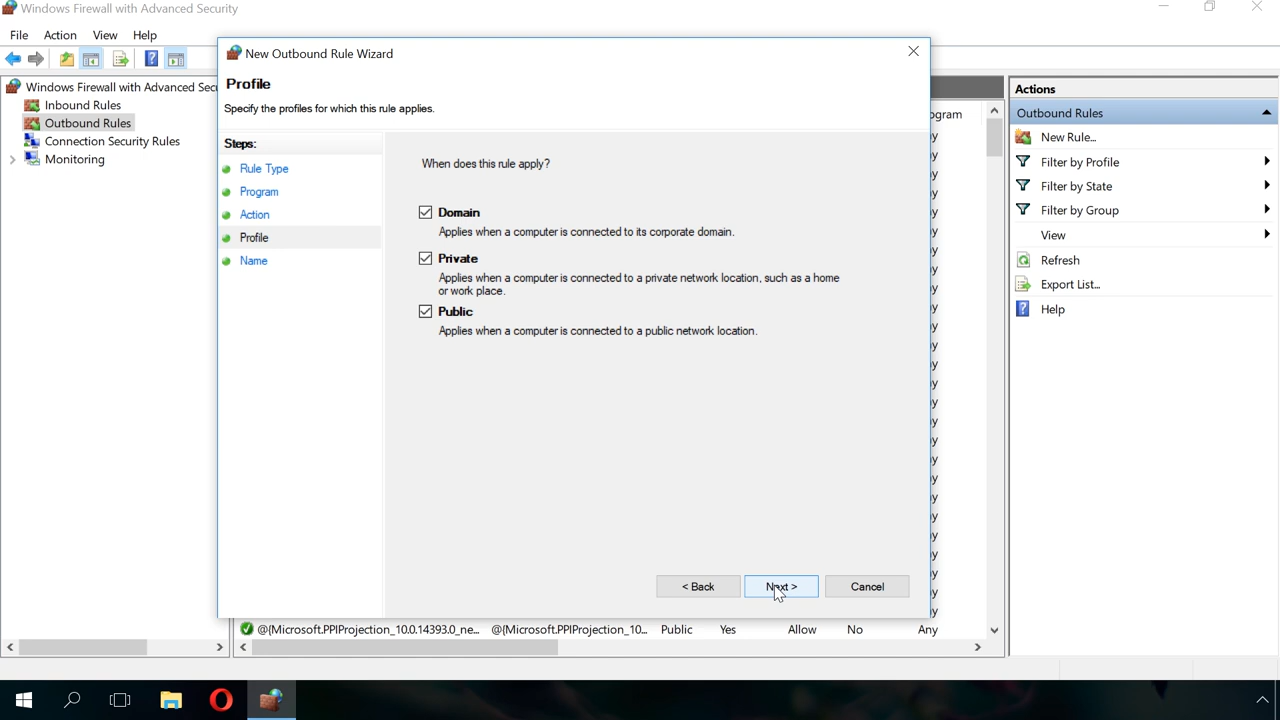 Windows Firewall with Advanced Security
File Action View Help
Windows Firewall with Advanced Secu
Inbound Rules
Outbound Rules
Connection Security Rules
Monitoring
New Outbound Rule Wizard
Profile
Specify the profiles for which this rule applies.
Steps:
Rule Type
Program
Action
Profile
Name
When does this rule apply?
Domain
Applies when a computer is connected to its corporate domain.
Private
Applies when a computer is connected to a private network location, such as a home
or work place.
Public
Applies when a computer is connected to a public network location.
< Back
Next >
Cancel
ogram
@{Microsoft.PPIProjection_10.0.14393.0_ne... @{Microsoft.PPIProjection_10... Public Yes Allow No Any
Actions
Outbound Rules
New Rule...
Filter by Profile
Filter by State
Filter by Group
View
Refresh
Export List...
Help